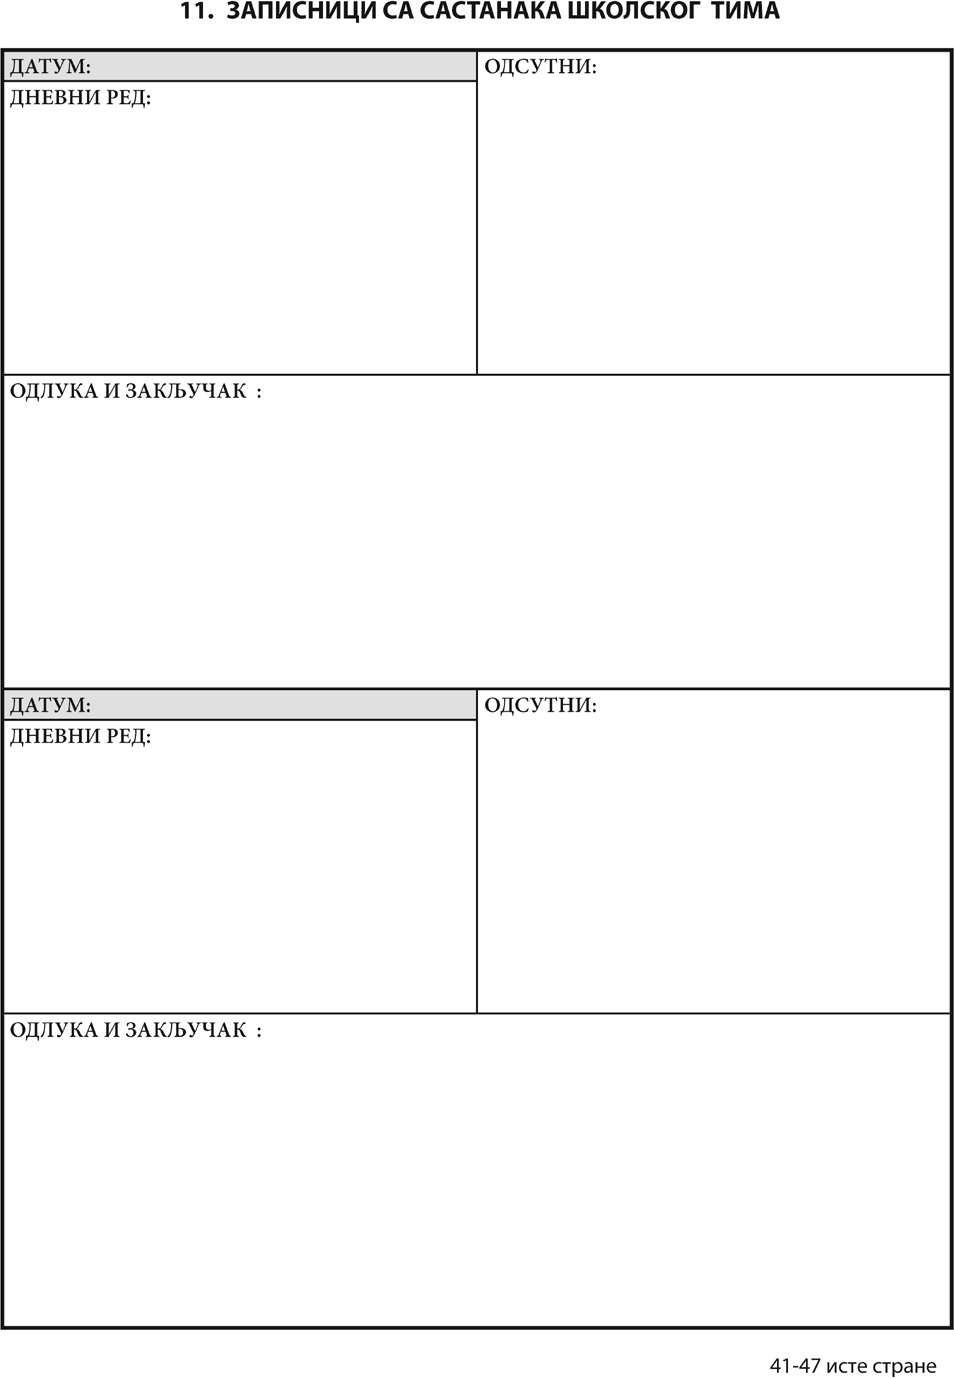 11. ЗАПИСНИЦИ СА САСТАНАКА ШКОЛСКОГ ТИМА
ДАТУМ:
ОДСУТНИ:
ДНЕВНИ РЕД:
ОДЛУКА И ЗАКЉУЧАК :
ДАТУМ:
ОДСУТНИ:
ДНЕВНИ РЕД:
ОДЛУКА И ЗАКЉУЧАК :
41-47 исте стране